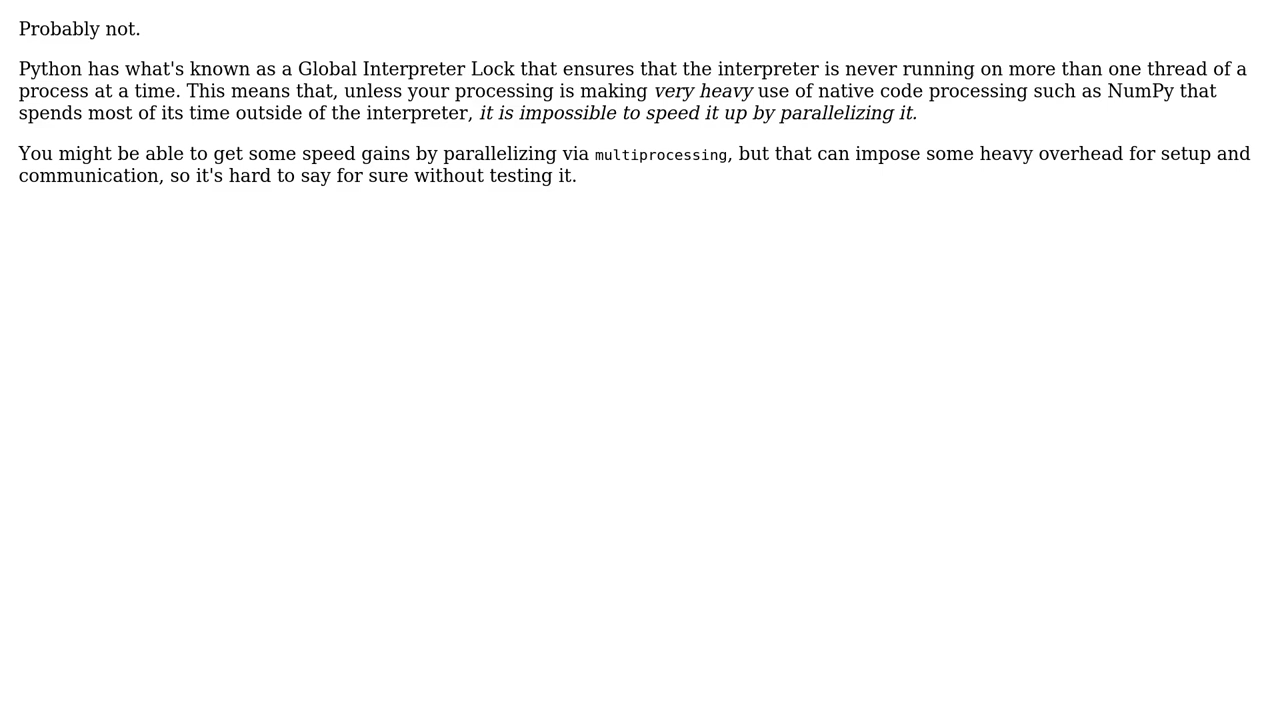 Probably not.
Python has what's known as a Global Interpreter Lock that ensures that the interpreter is never running on more than one thread of a
process at a time. This means that, unless your processing is making very heavy use of native code processing such as NumPy that
spends most of its time outside of the interpreter, it is impossible to speed it up by parallelizing it.
You might be able to get some speed gains by parallelizing via multiprocessing, but that can impose some heavy overhead for setup and
communication, so it's hard to say for sure without testing it.